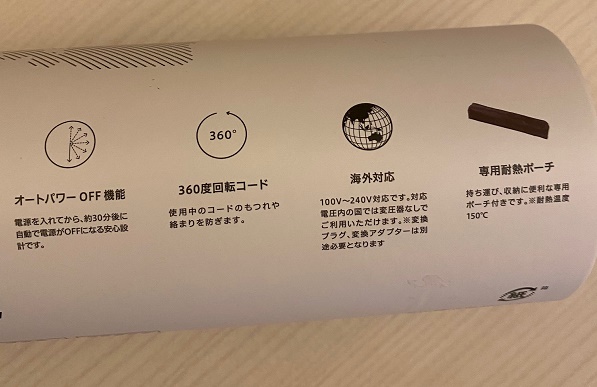 オートパワーOFF機能
電源を入れてから、約30分後に
自動で電源がOFFになる安心設
計です。
360°
360度回転コード
使用中のコードのもつれや
絡まりを防ぎます。
海外対応
100V～240V対応です。対応
電圧内の国では変圧器なしで
ご利用いただけます。※変換
プラグ、変換アダプターは別
途必要となります
専用耐熱ポーチ
持ち運び、収納に便利な専用
ポーチ付きです。※耐熱温度
150℃
紙